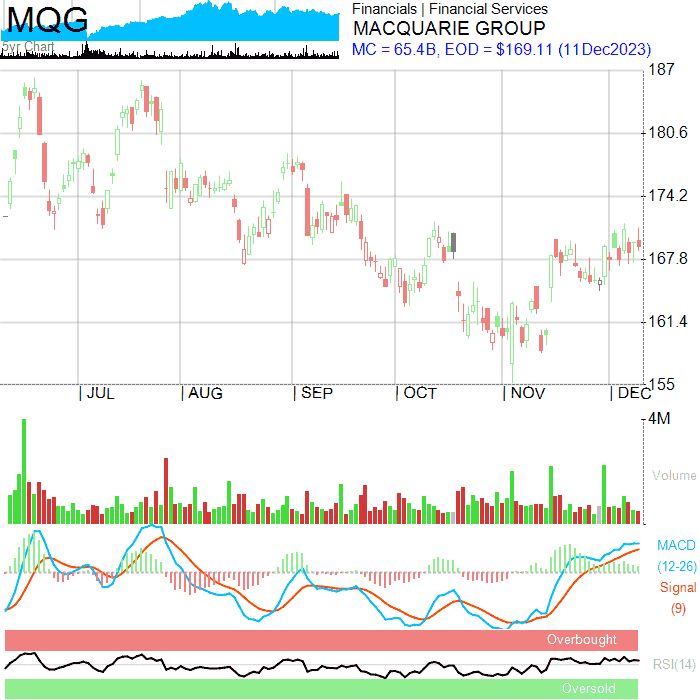 MQG
5yr Chart
Financials | Financial Services
MACQUARIE GROUP
MC = 65.4B, EOD = $169.11 (11Dec2023)
187
180.6
174.2
167.8
161.4
155
| JUL | AUG | SEP | OCT | NOV | DEC
4M
Volume
MACD
(12-26)
Signal
(9)
Overbought
RSI(14)
Oversold